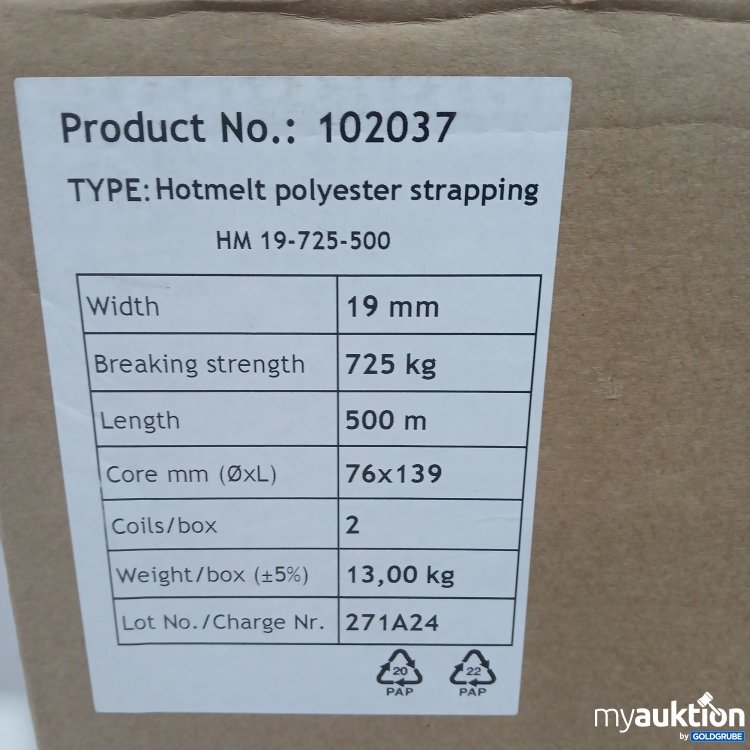 Product No.: 102037
TYPE: Hotmelt polyester strapping
HM 19-725-500
Width 19 mm
Breaking strength 725 kg
Length 500 m
Core mm (ØxL) 76x139
Coils/box 2
Weight/box (±5%) 13,00 kg
Lot No./Charge Nr. 271A24
20 22
PAP PAP
myauktion
by GOLDGRUBE